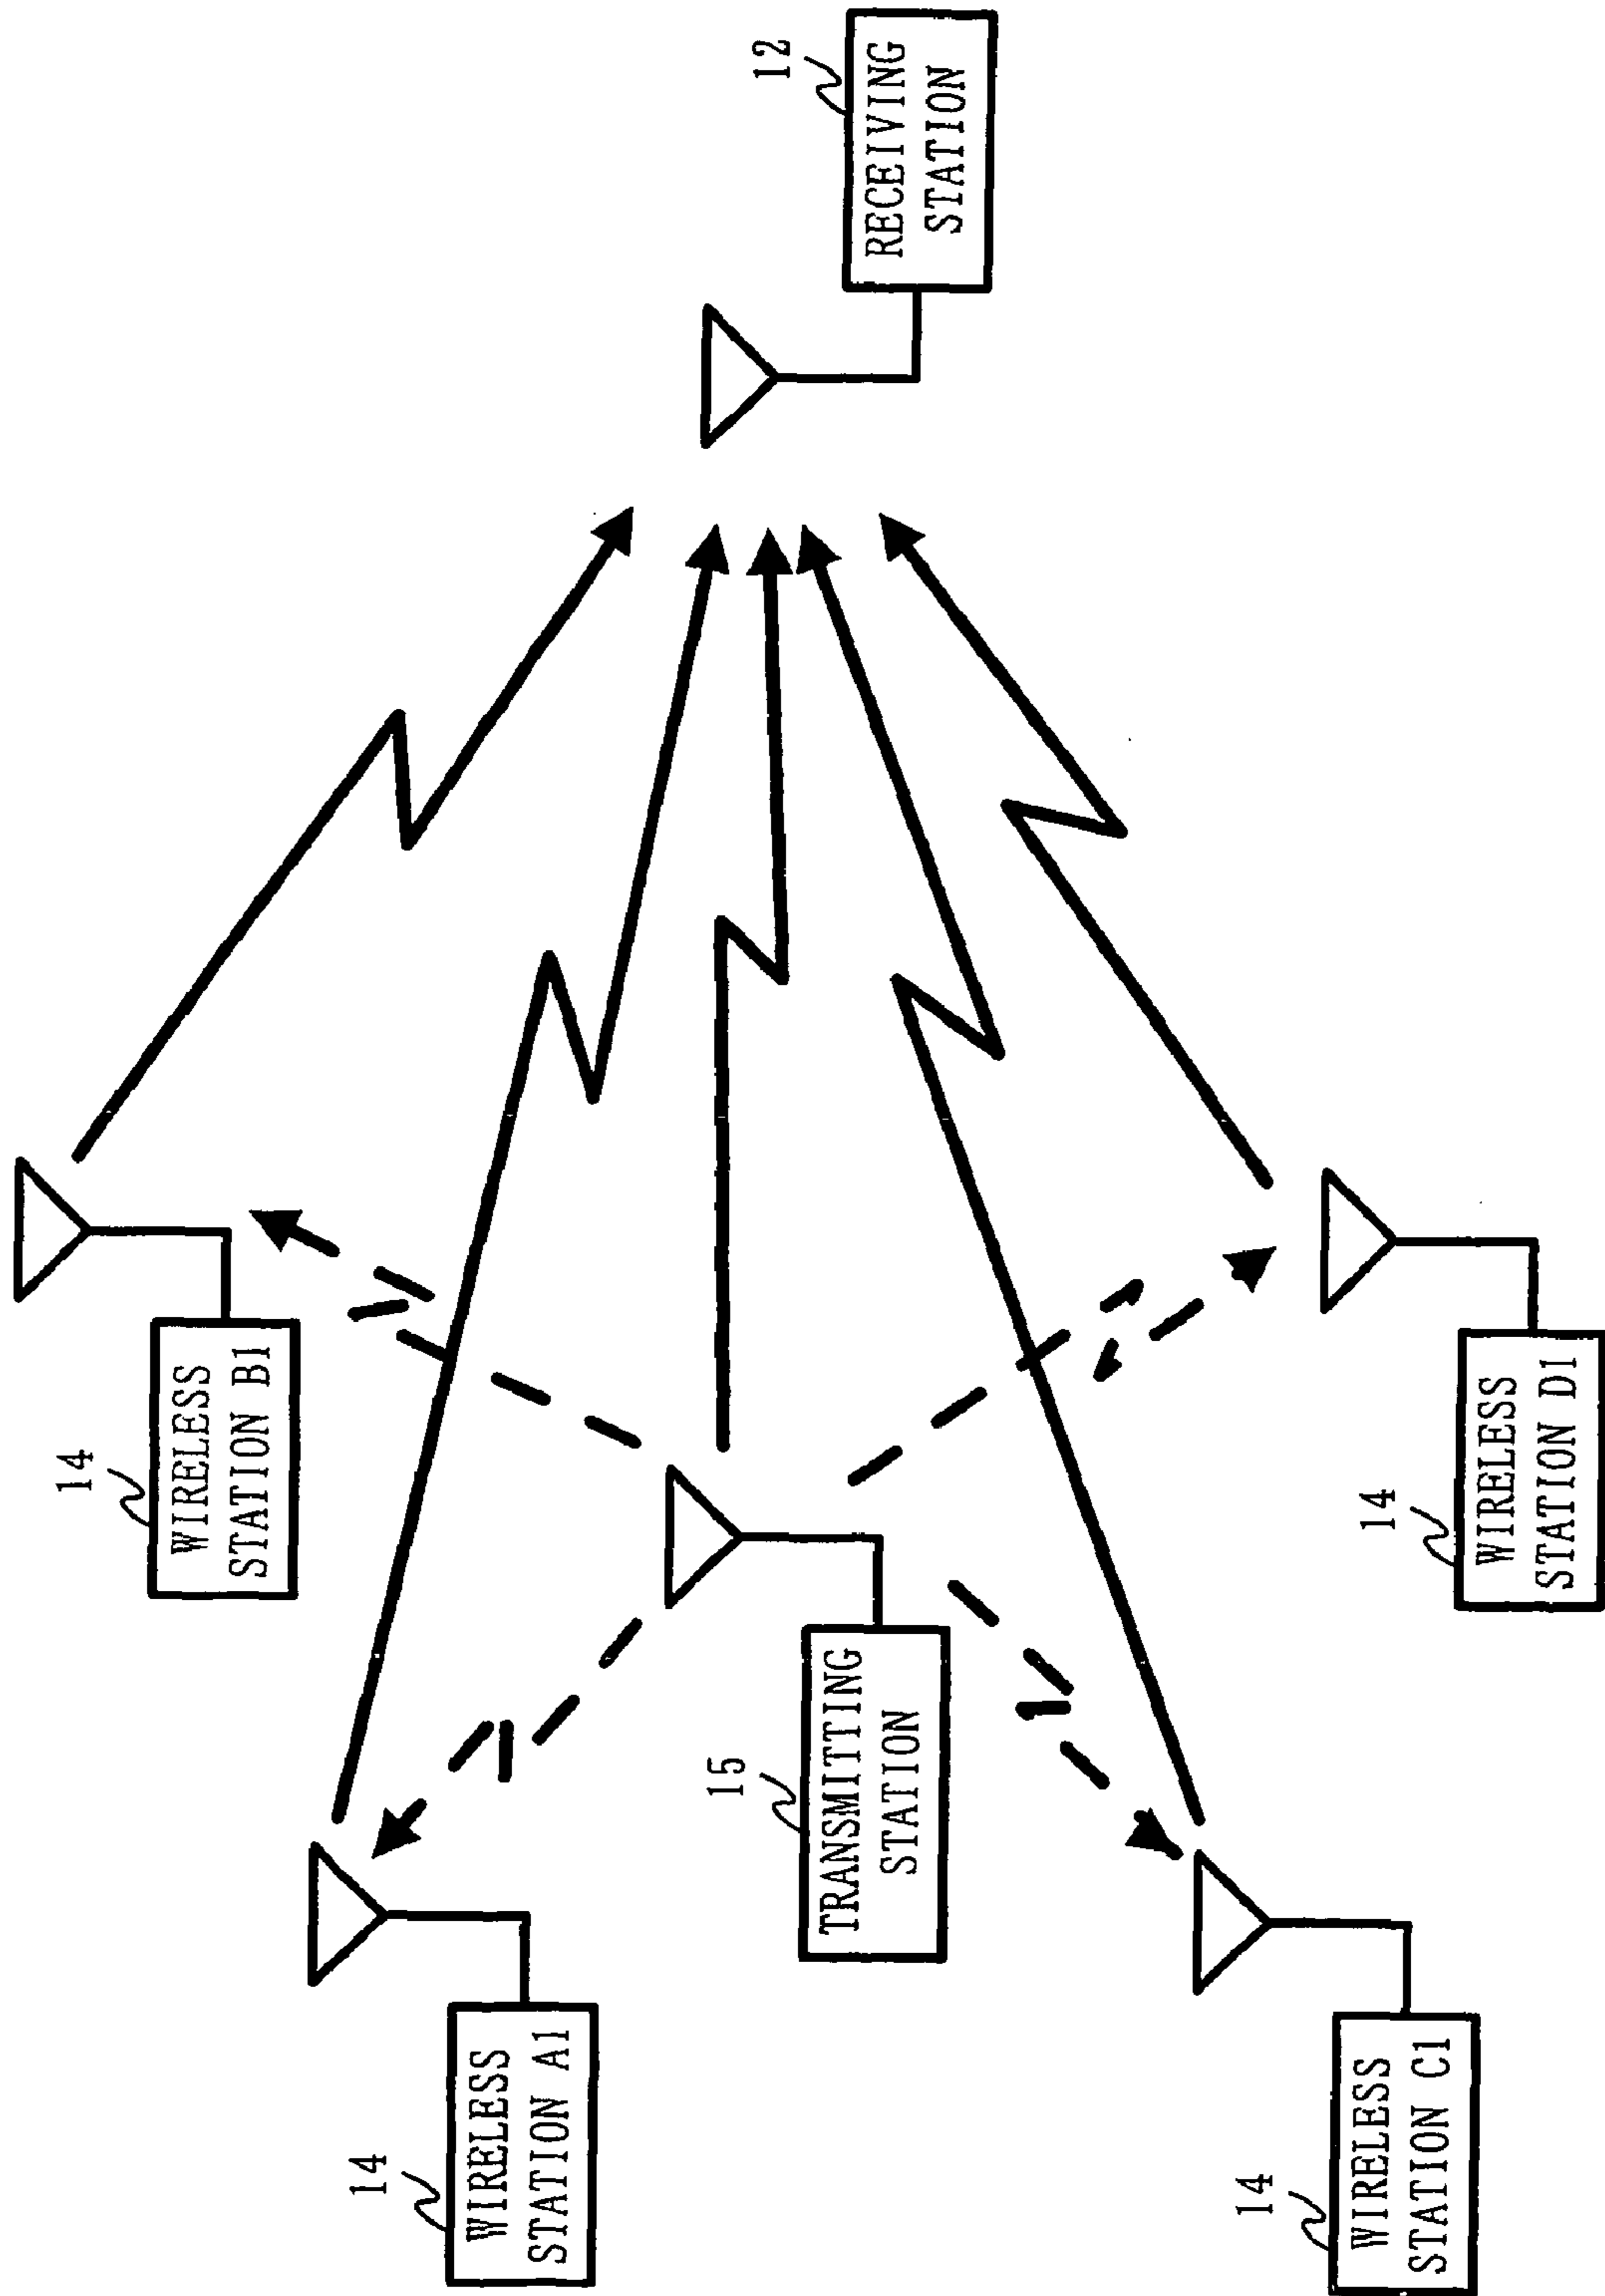 14
WIRELESS
STATION B1
14
WIRELESS
STATION A1
12
RECEIVING
STATION
15
TRANSMITTING
STATION
14
WIRELESS
STATION D1
14
WIRELESS
STATION C1